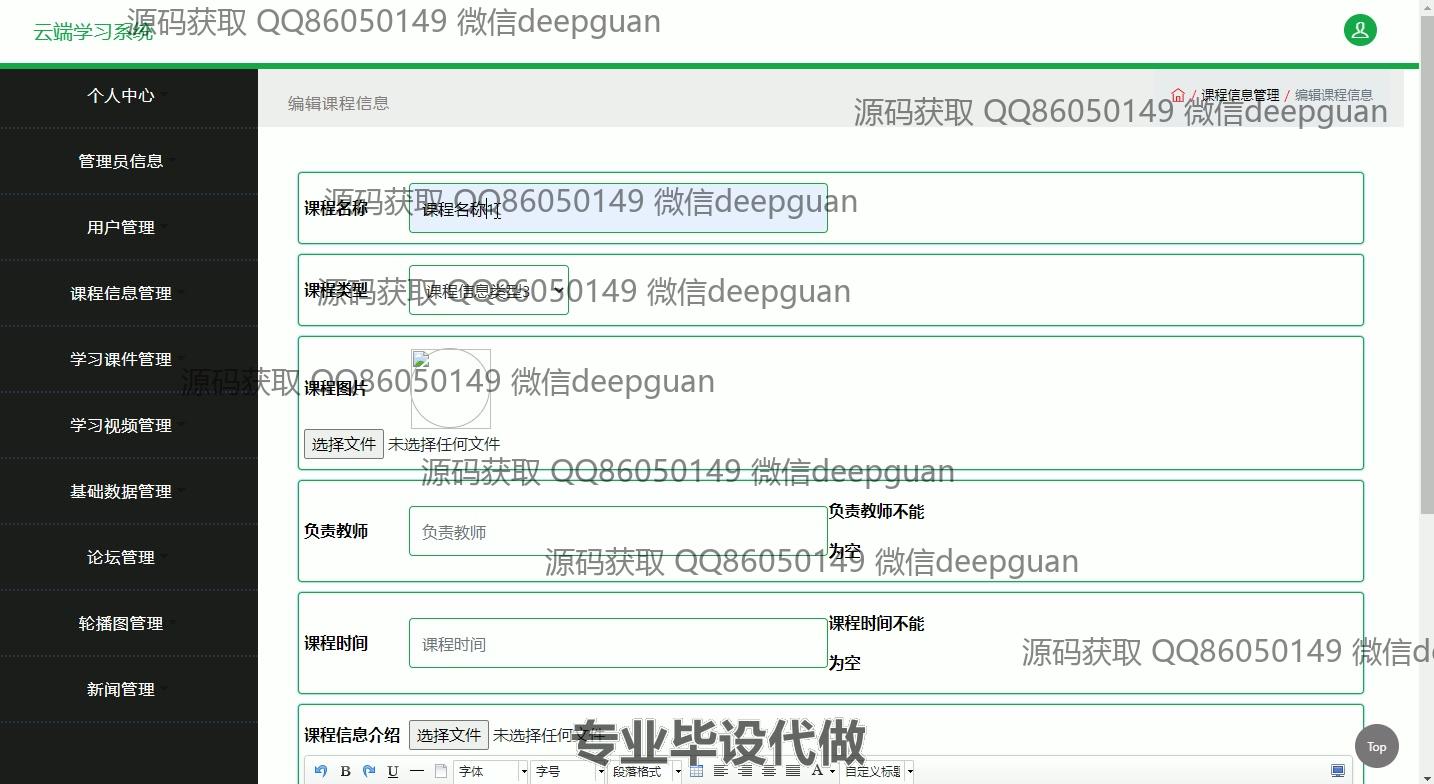 云端学习系统
源码获取 QQ86050149 微信deepguan
个人中心
管理员信息
用户管理
课程信息管理
学习课件管理
学习视频管理
基础数据管理
论坛管理
轮播图管理
新闻管理
编辑课程信息
/ 课程信息管理 / 编辑课程信息
源码获取 QQ86050149 微信deepguan
课程名称
课程名称1
源码获取 QQ86050149 微信deepguan
课程类型
课程信息类型3
源码获取 QQ86050149 微信deepguan
课程图片
源码获取 QQ86050149 微信deepguan
选择文件 未选择任何文件
源码获取 QQ86050149 微信deepguan
负责教师
负责教师
负责教师不能
为空
源码获取 QQ86050149 微信deepguan
课程时间
课程时间
课程时间不能
为空
源码获取 QQ86050149 微信d
课程信息介绍 选择文件 未选择任何文件
专业毕设代做
B U 字体 字号 段落格式 A 自定义标题
Top